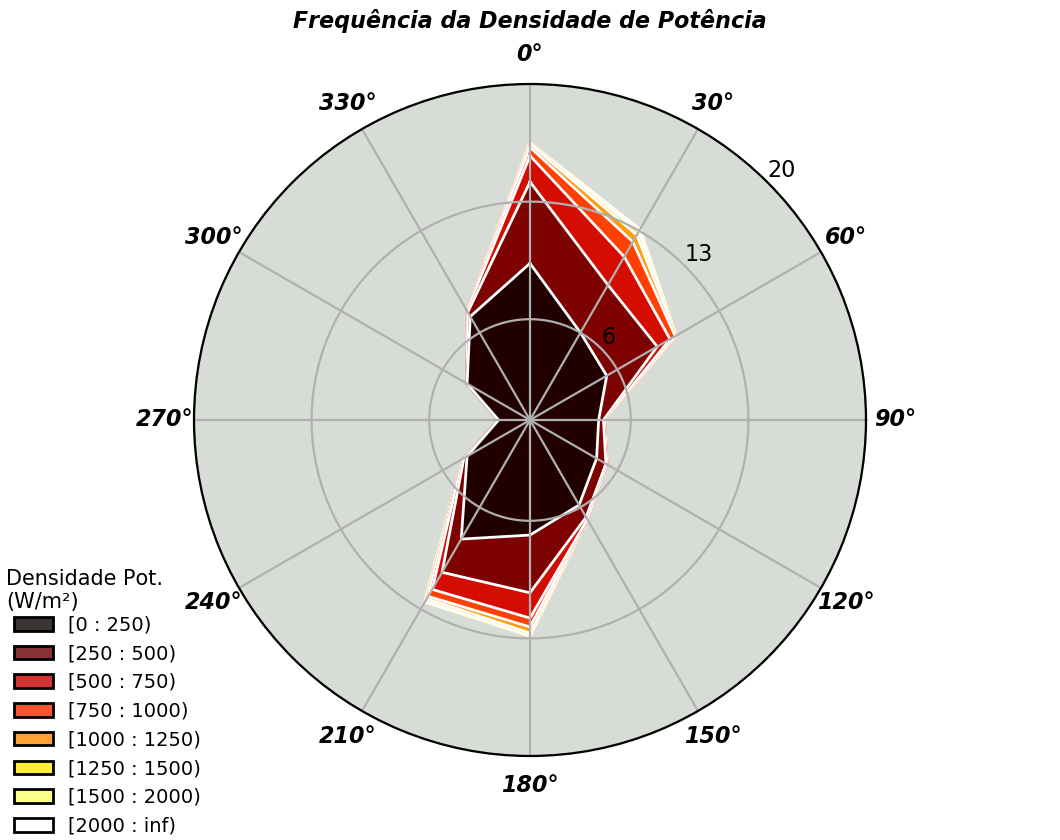 Frequência da Densidade de Potência
0°
330°
30°
20
300°
60°
13
6
270°
90°
240°
120°
210°
150°
180°
Densidade Pot.
(W/m²)
[0 : 250)
[250 : 500)
[500 : 750)
[750 : 1000)
[1000 : 1250)
[1250 : 1500)
[1500 : 2000)
[2000 : inf)